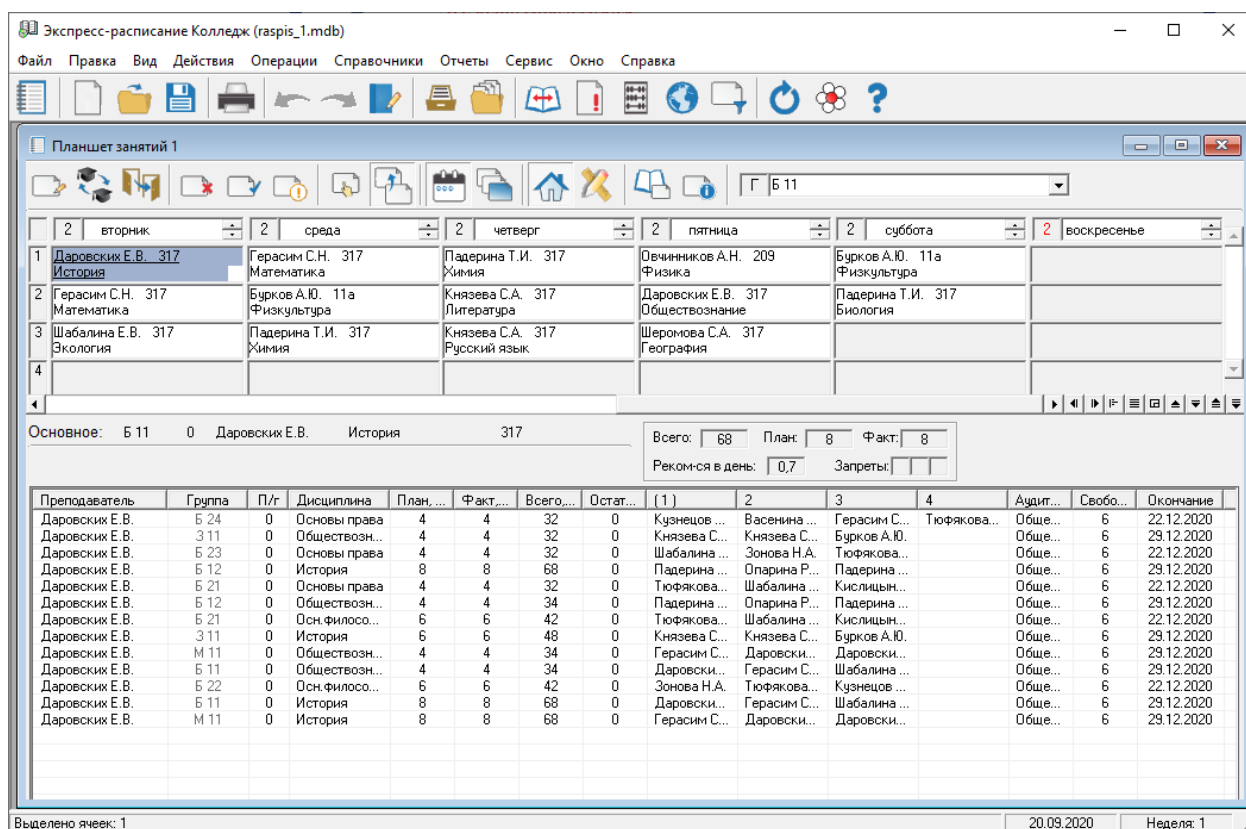 Экспресс-расписание Колледж (raspis_1.mdb)
Файл Правка Вид Действия Операции Справочники Отчеты Сервис Окно Справка
Планшет занятий 1
Г Б 11
2 вторник 2 среда 2 четверг 2 пятница 2 суббота 2 воскресенье
1 Даровских Е.В. 317 Герасим С.Н. 317 Падерина Т.И. 317 Овчинников А.Н. 209 Бурков А.Ю. 11а
История Математика Химия Физика Физкультура
2 Герасим С.Н. 317 Бурков А.Ю. 11а Князева С.А. 317 Даровских Е.В. 317 Падерина Т.И. 317
Математика Физкультура Литература Обществознание Биология
3 Шабалина Е.В. 317 Падерина Т.И. 317 Князева С.А. 317 Шеромова С.А. 317
Экология Химия Русский язык География
4
Основное: Б 11 0 Даровских Е.В. История 317
Всего: 68 План: 8 Факт: 8
Реком-ся в день: 0,7 Запреты:
Преподаватель Группа П/г Дисциплина План, ... Факт,... Всего,... Остат... ( 1 ) 2 3 4 Аудит... Свобо... Окончание
Даровских Е.В. Б 24 0 Основы права 4 4 32 0 Кузнецов ... Васенина ... Герасим С... Тюфякова... Обще... 6 22.12.2020
Даровских Е.В. З 11 0 Обществозн... 4 4 32 0 Князева С... Князева С... Бурков А.Ю. Обще... 6 29.12.2020
Даровских Е.В. Б 23 0 Основы права 4 4 32 0 Шабалина ... Зонова Н.А. Тюфякова... Обще... 6 22.12.2020
Даровских Е.В. Б 12 0 История 8 8 68 0 Падерина ... Опарина Р... Падерина ... Обще... 6 29.12.2020
Даровских Е.В. Б 21 0 Основы права 4 4 32 0 Тюфякова... Шабалина ... Кислицын... Обще... 6 22.12.2020
Даровских Е.В. Б 12 0 Обществозн... 4 4 34 0 Падерина ... Опарина Р... Падерина ... Обще... 6 29.12.2020
Даровских Е.В. Б 21 0 Осн.филосо... 6 6 42 0 Тюфякова... Шабалина ... Кислицын... Обще... 6 22.12.2020
Даровских Е.В. З 11 0 История 6 6 48 0 Князева С... Князева С... Бурков А.Ю. Обще... 6 29.12.2020
Даровских Е.В. М 11 0 Обществозн... 4 4 34 0 Герасим С... Даровски... Даровски... Обще... 6 29.12.2020
Даровских Е.В. Б 11 0 Обществозн... 4 4 34 0 Даровски... Герасим С... Шабалина ... Обще... 6 29.12.2020
Даровских Е.В. Б 22 0 Осн.филосо... 6 6 42 0 Зонова Н.А. Тюфякова... Кузнецов ... Обще... 6 22.12.2020
Даровских Е.В. Б 11 0 История 8 8 68 0 Даровски... Герасим С... Шабалина ... Обще... 6 29.12.2020
Даровских Е.В. М 11 0 История 8 8 68 0 Герасим С... Даровски... Даровски... Обще... 6 29.12.2020
Выделено ячеек: 1 20.09.2020 Неделя: 1